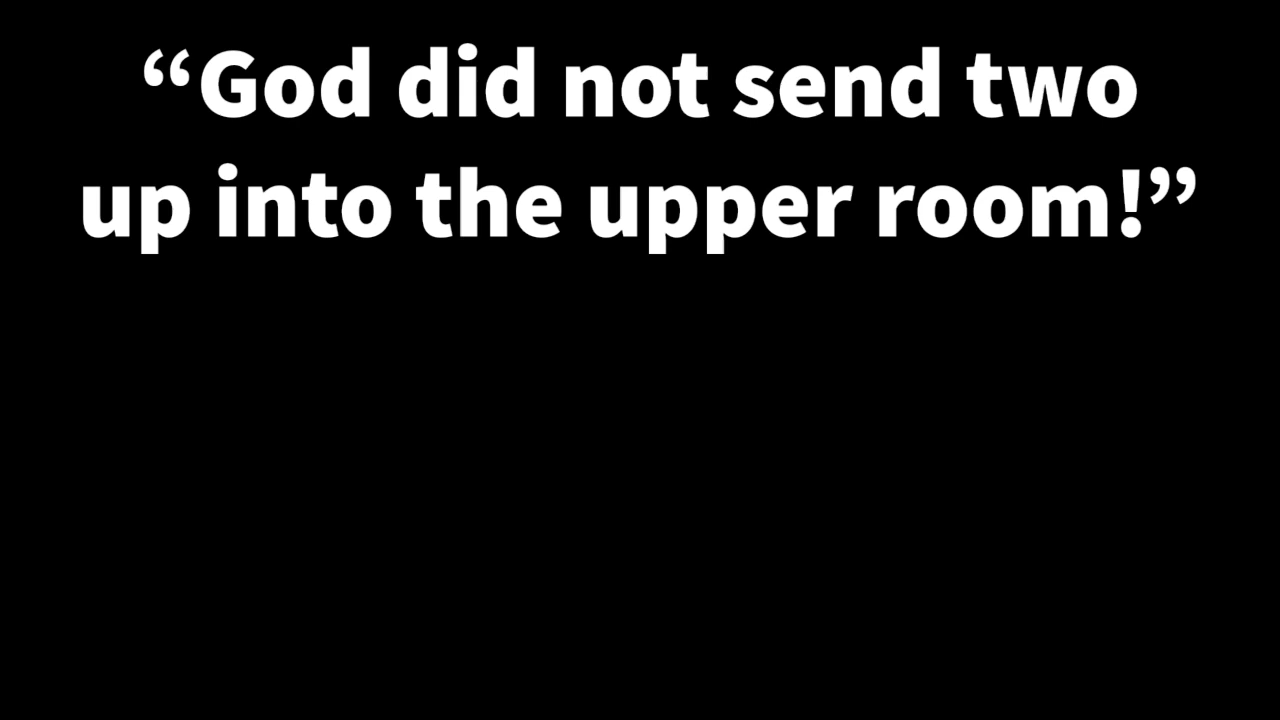 “God did not send two
up into the upper room!”